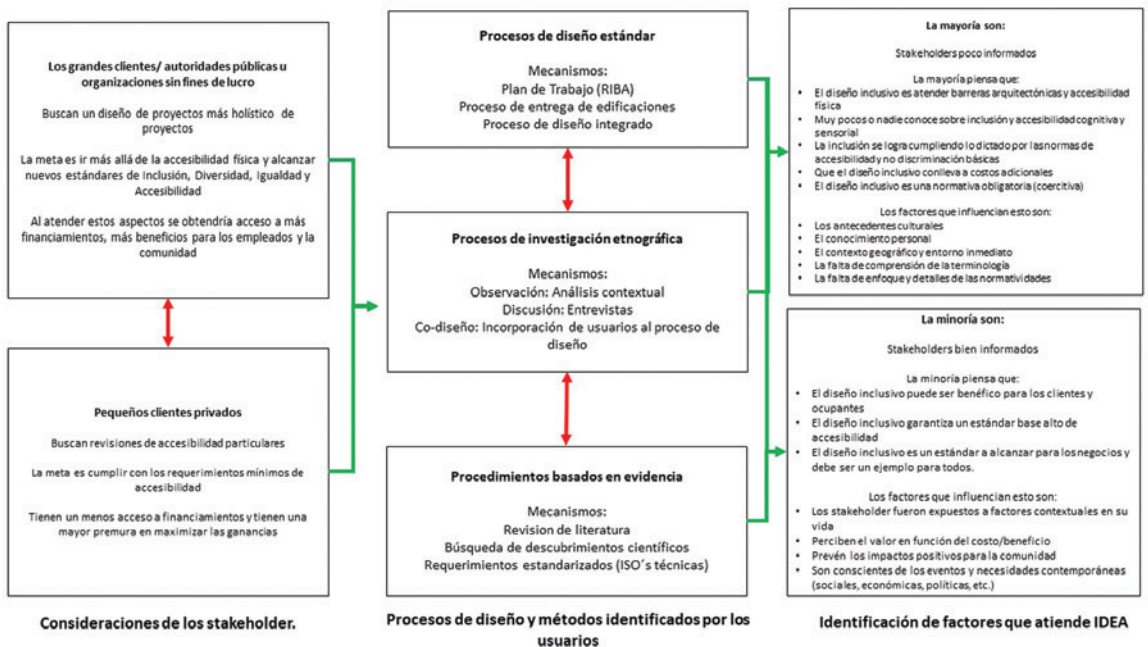 Los grandes clientes/ autoridades públicas u
organizaciones sin fines de lucro
Buscan un diseño de proyectos más holístico de
proyectos
La meta es ir más allá de la accesibilidad física y alcanzar
nuevos estándares de Inclusión, Diversidad, Igualdad y
Accesibilidad
Al atender estos aspectos se obtendría acceso a más
financiamientos, más beneficios para los empleados y la
comunidad
Pequeños clientes privados
Buscan revisiones de accesibilidad particulares
La meta es cumplir con los requerimientos mínimos de
accesibilidad
Tienen un menos acceso a financiamientos y tienen una
mayor premura en maximizar las ganancias
Consideraciones de los stakeholder.
Procesos de diseño estándar
Mecanismos:
Plan de Trabajo (RIBA)
Proceso de entrega de edificaciones
Proceso de diseño integrado
Procesos de investigación etnográfica
Mecanismos:
Observación: Análisis contextual
Discusión: Entrevistas
Co-diseño: Incorporación de usuarios al proceso de
diseño
Procedimientos basados en evidencia
Mecanismos:
Revision de literatura
Búsqueda de descubrimientos científicos
Requerimientos estandarizados (ISO´s técnicas)
Procesos de diseño y métodos identificados por los
usuarios
La mayoría son:
Stakeholders poco informados
La mayoría piensa que:
• El diseño inclusivo es atender barreras arquitectónicas y accesibilidad
física
• Muy pocos o nadie conoce sobre inclusión y accesibilidad cognitiva y
sensorial
• La inclusión se logra cumpliendo lo dictado por las normas de
accesibilidad y no discriminación básicas
• Que el diseño inclusivo conlleva a costos adicionales
• El diseño inclusivo es una normativa obligatoria (coercitiva)
Los factores que influencian esto son:
• Los antecedentes culturales
• El conocimiento personal
• El contexto geográfico y entorno inmediato
• La falta de comprensión de la terminología
• La falta de enfoque y detalles de las normatividades
La minoría son:
Stakeholders bien informados
La minoría piensa que:
• El diseño inclusivo puede ser benéfico para los clientes y
ocupantes
• El diseño inclusivo garantiza un estándar base alto de
accesibilidad
• El diseño inclusivo es un estándar a alcanzar para los negocios y
debe ser un ejemplo para todos.
Los factores que influencian esto son:
• Los stakeholder fueron expuestos a factores contextuales en su
vida
• Perciben el valor en función del costo/beneficio
• Prevén los impactos positivos para la comunidad
• Son conscientes de los eventos y necesidades contemporáneas
(sociales, económicas, políticas, etc.)
Identificación de factores que atiende IDEA